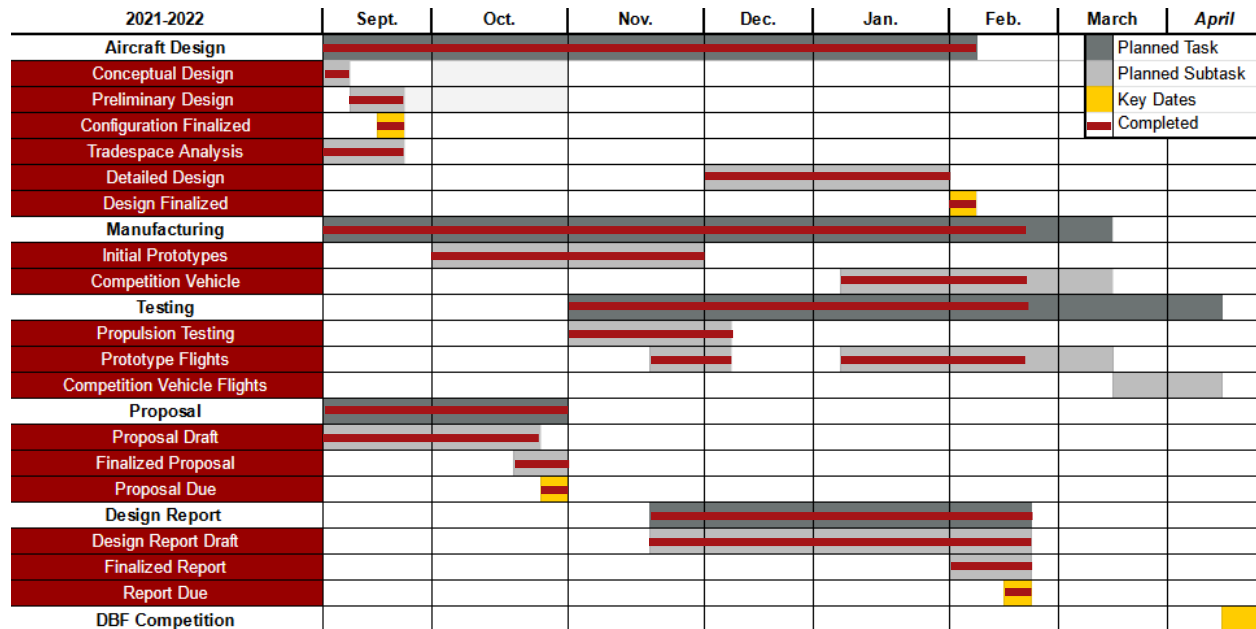 2021-2022 Sept. Oct. Nov. Dec. Jan. Feb. March April
Aircraft Design
Planned Task
Conceptual Design
Planned Subtask
Preliminary Design
Key Dates
Configuration Finalized
Completed
Tradespace Analysis
Detailed Design
Design Finalized
Manufacturing
Initial Prototypes
Competition Vehicle
Testing
Propulsion Testing
Prototype Flights
Competition Vehicle Flights
Proposal
Proposal Draft
Finalized Proposal
Proposal Due
Design Report
Design Report Draft
Finalized Report
Report Due
DBF Competition